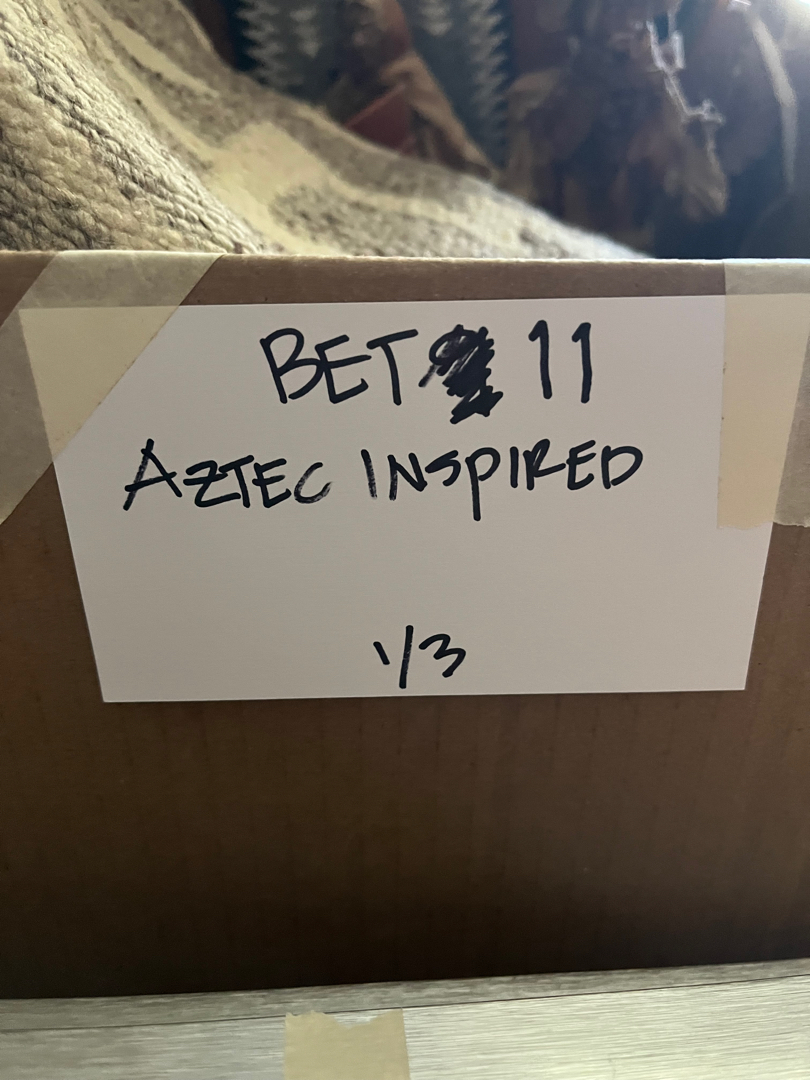 BET 11
AZTEC INSPIRED
1/3